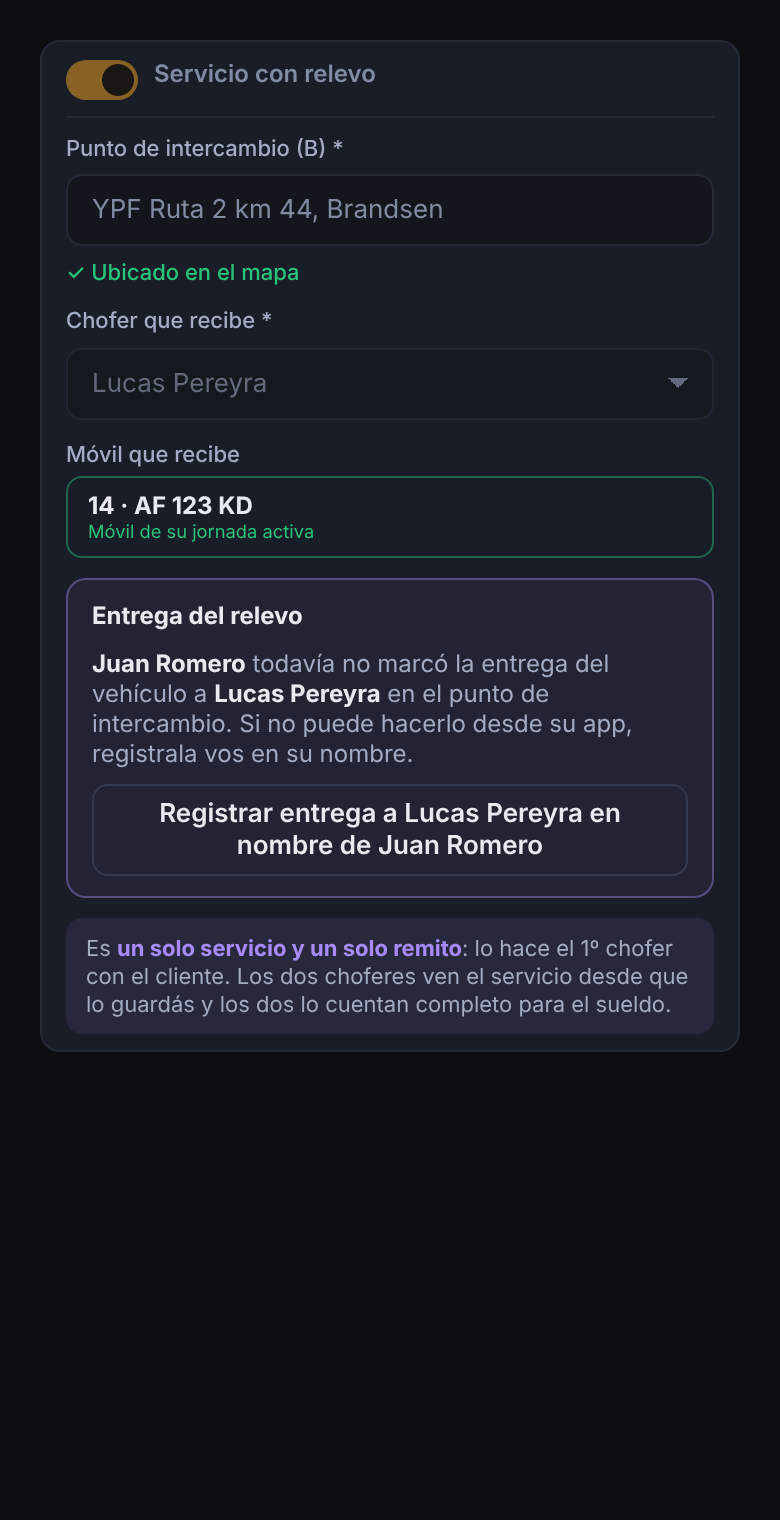 Servicio con relevo
Punto de intercambio (B) *
YPF Ruta 2 km 44, Brandsen
✓ Ubicado en el mapa
Chofer que recibe *
Lucas Pereyra
Móvil que recibe
14 · AF 123 KD
Móvil de su jornada activa
Entrega del relevo
Juan Romero todavía no marcó la entrega del
vehículo a Lucas Pereyra en el punto de
intercambio. Si no puede hacerlo desde su app,
registrala vos en su nombre.
Registrar entrega a Lucas Pereyra en
nombre de Juan Romero
Es un solo servicio y un solo remito: lo hace el 1º chofer
con el cliente. Los dos choferes ven el servicio desde que
lo guardás y los dos lo cuentan completo para el sueldo.